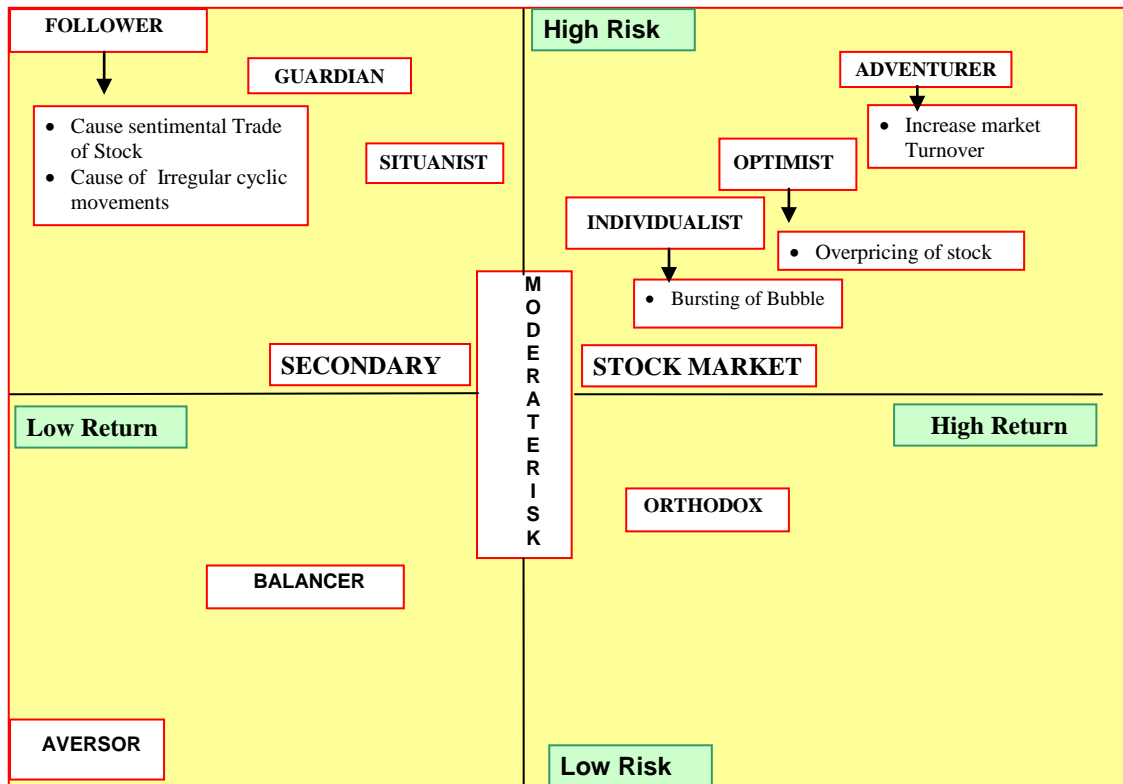 FOLLOWER
High Risk
GUARDIAN
ADVENTURER
• Cause sentimental Trade
of Stock
• Cause of Irregular cyclic
movements
• Increase market
Turnover
SITUANIST
OPTIMIST
INDIVIDUALIST
• Overpricing of stock
• Bursting of Bubble
M
O
D
E
R
A
T
E
R
I
S
K
SECONDARY
STOCK MARKET
Low Return
High Return
ORTHODOX
BALANCER
AVERSOR
Low Risk